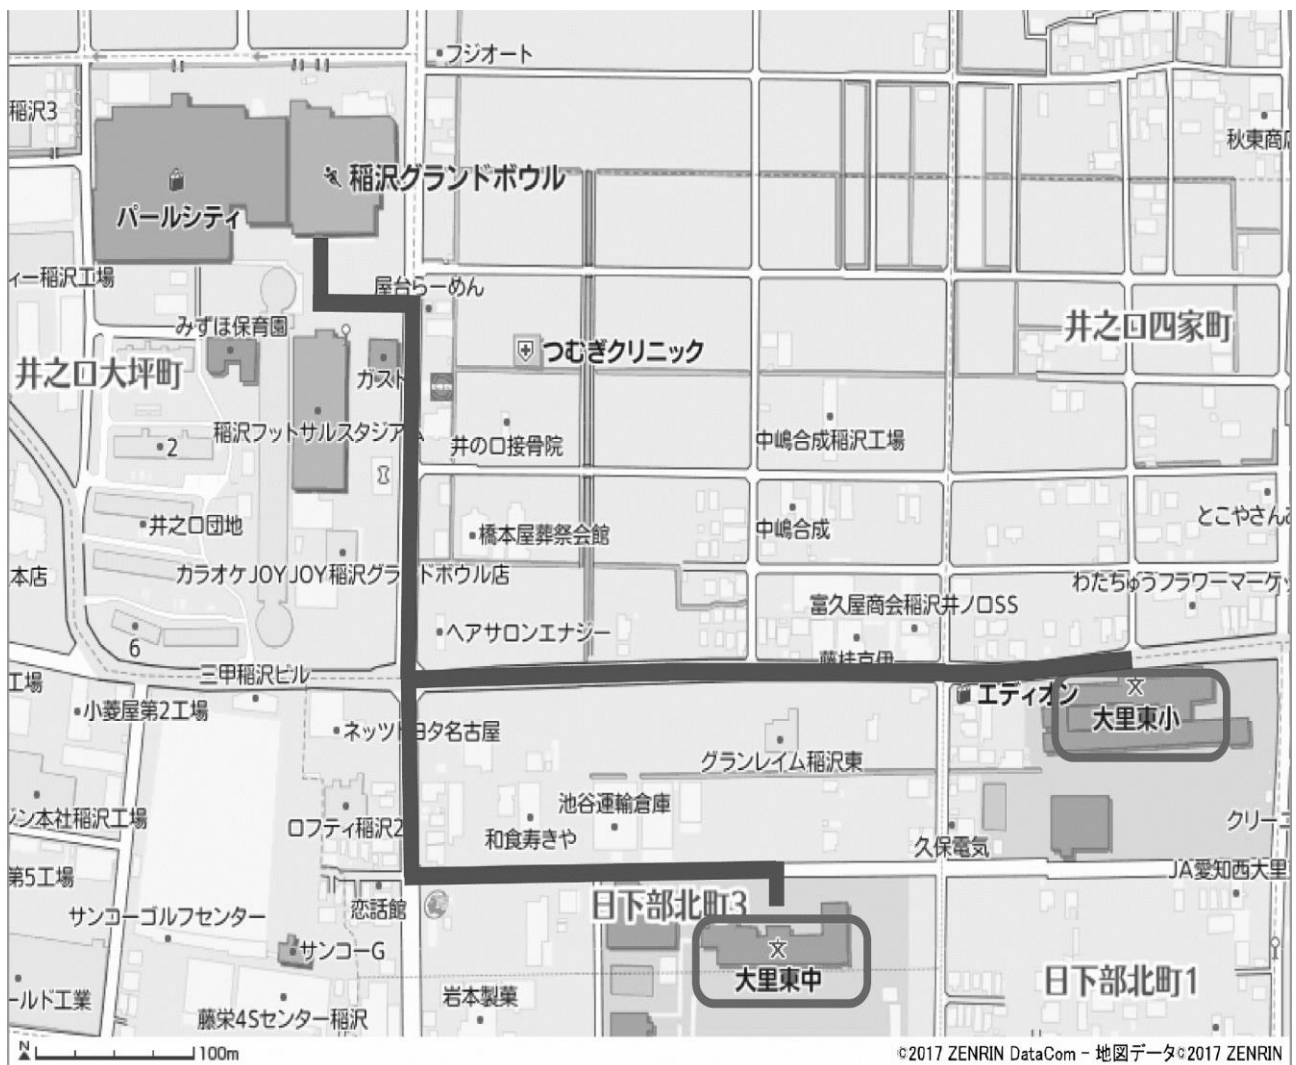 フジオート
稲沢3
秋東商店
稲沢グランドボウル
パールシティ
ィー稲沢工場
屋台らーめん
みずほ保育園
井之口四家町
つむぎクリニック
井之口大坪町
ガスト
稲沢フットサルスタジアム
井の口接骨院
中嶋合成稲沢工場
2
井之口団地
橋本屋葬祭会館
中嶋合成
とこやさんみ
本店
カラオケJOYJOY稲沢グランドボウル店
わたちゅうフラワーマーケッ
富久屋商会稲沢井ノ口SS
6
ヘアサロンエナジー
藤桂京伊
三甲稲沢ビル
工場
エディオン
大里東小
小菱屋第2工場
ネッツトヨタ名古屋
グランレイム稲沢東
池谷運輸倉庫
ジン本社稲沢工場
ロフティ稲沢2
和食寿きや
久保電気
クリーニ
第5工場
JA愛知西大里
恋話館
日下部北町3
サンコーゴルフセンター
サンコーG
大里東中
日下部北町1
ールド工業
岩本製菓
藤栄4Sセンター稲沢
N
100m
©2017 ZENRIN DataCom - 地図データ©2017 ZENRIN